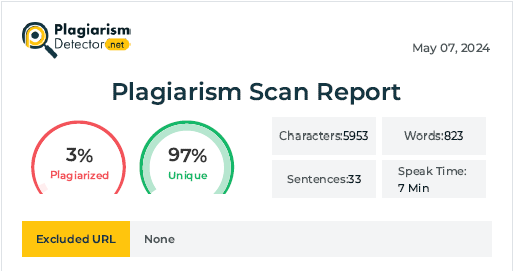 Plagiarism
Detector.net
May 07, 2024
Plagiarism Scan Report
3%
Plagiarized
97%
Unique
Characters:5953
Words:823
Sentences:33
Speak Time:
7 Min
Excluded URL
None